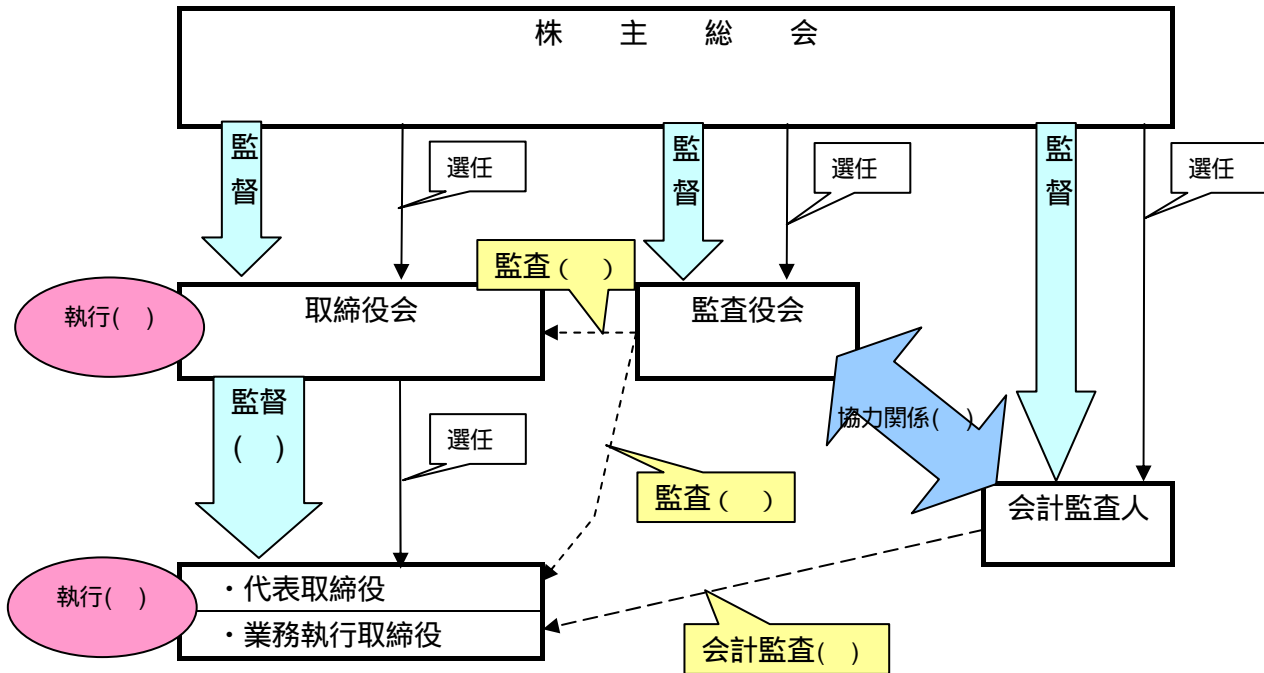 株 主 総 会
監
督
選任
監
督
選任
監
督
選任
監査（ ）
執行( )
取締役会
監査役会
監督
( )
選任
協力関係( )
監査（ ）
会計監査人
執行( )
・代表取締役
・業務執行取締役
会計監査( )